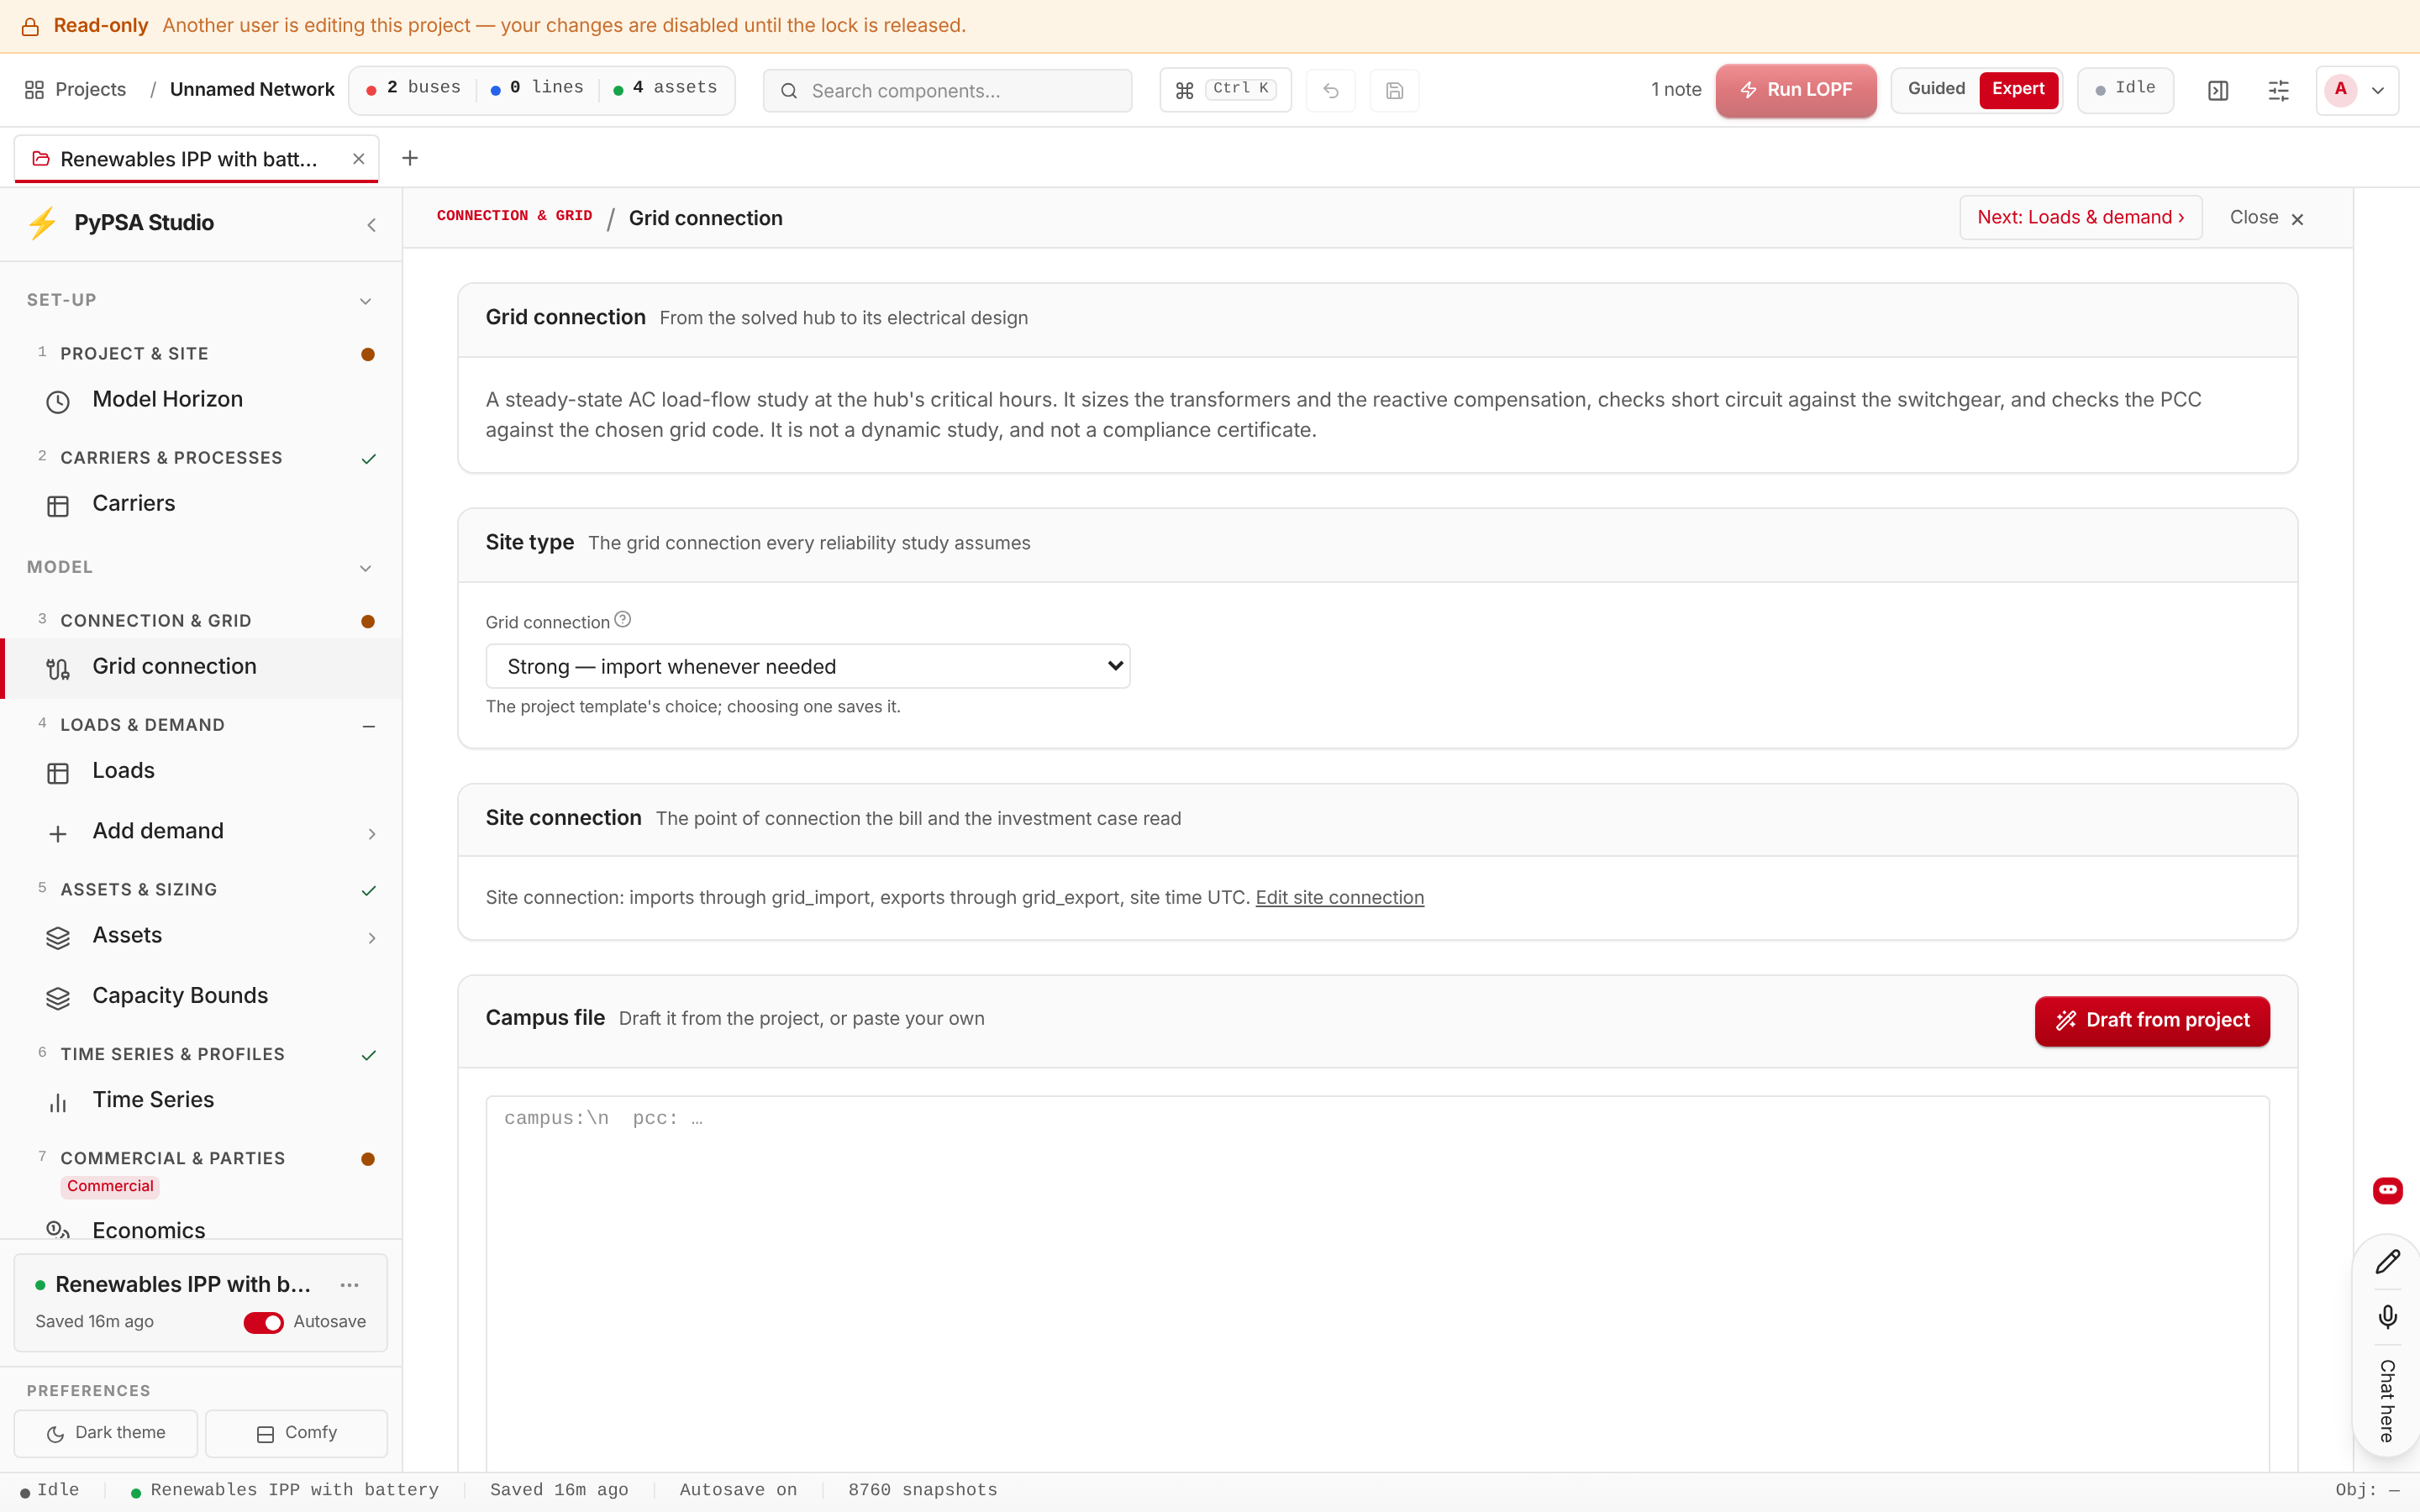 Read-only Another user is editing this project — your changes are disabled until the lock is released.
Projects / Unnamed Network 2 buses 0 lines 4 assets Search components... Ctrl K 1 note Run LOPF Guided Expert Idle A
Renewables IPP with batt...
PyPSA Studio
CONNECTION & GRID / Grid connection Next: Loads & demand › Close
SET-UP
1 PROJECT & SITE
Model Horizon
2 CARRIERS & PROCESSES
Carriers
MODEL
3 CONNECTION & GRID
Grid connection
4 LOADS & DEMAND
Loads
Add demand
5 ASSETS & SIZING
Assets
Capacity Bounds
6 TIME SERIES & PROFILES
Time Series
7 COMMERCIAL & PARTIES
Commercial
Economics
Renewables IPP with b...
Saved 16m ago Autosave
PREFERENCES
Dark theme Comfy
Grid connection From the solved hub to its electrical design
A steady-state AC load-flow study at the hub's critical hours. It sizes the transformers and the reactive compensation, checks short circuit against the switchgear, and checks the PCC
against the chosen grid code. It is not a dynamic study, and not a compliance certificate.
Site type The grid connection every reliability study assumes
Grid connection
Strong — import whenever needed
The project template's choice; choosing one saves it.
Site connection The point of connection the bill and the investment case read
Site connection: imports through grid_import, exports through grid_export, site time UTC. Edit site connection
Campus file Draft it from the project, or paste your own Draft from project
campus:\n  pcc: …
Chat here
Idle Renewables IPP with battery Saved 16m ago Autosave on 8760 snapshots Obj: —